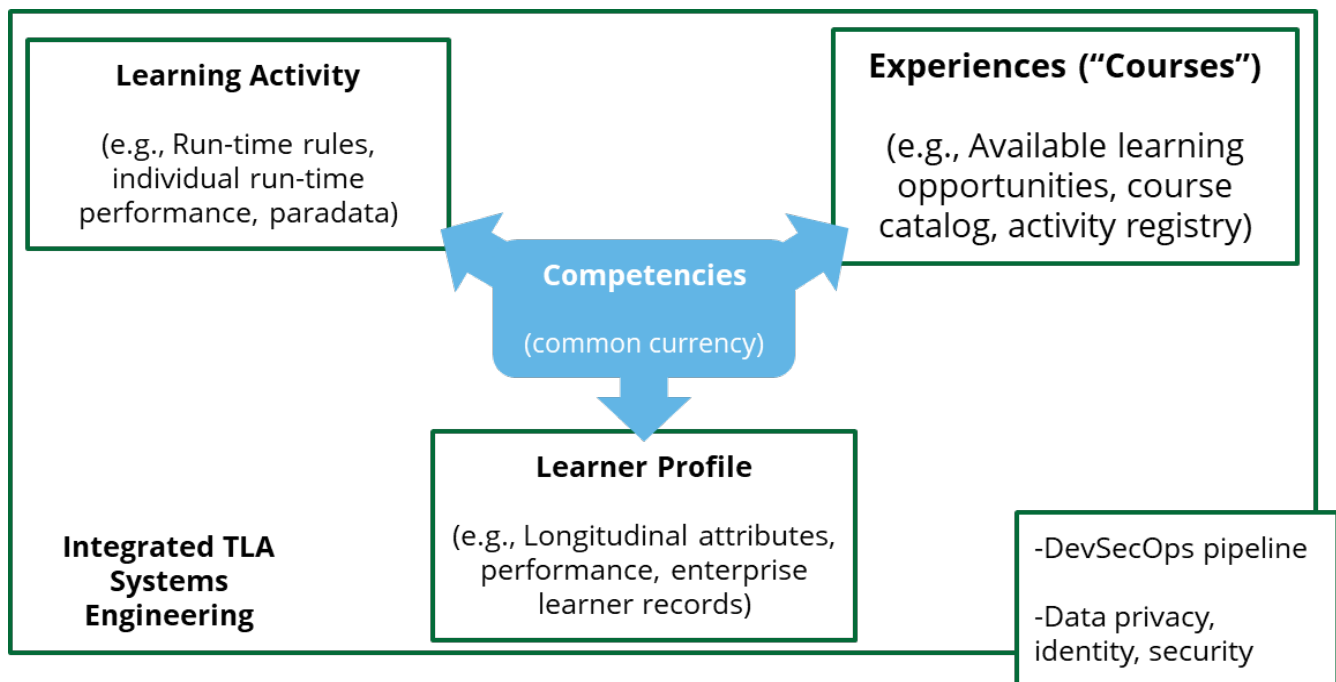 Learning Activity
(e.g., Run-time rules,
individual run-time
performance, paradata)
Experiences (“Courses”)
(e.g., Available learning
opportunities, course
catalog, activity registry)
Competencies
(common currency)
Learner Profile
(e.g., Longitudinal attributes,
performance, enterprise
learner records)
Integrated TLA
Systems
Engineering
-DevSecOps pipeline
-Data privacy,
identity, security